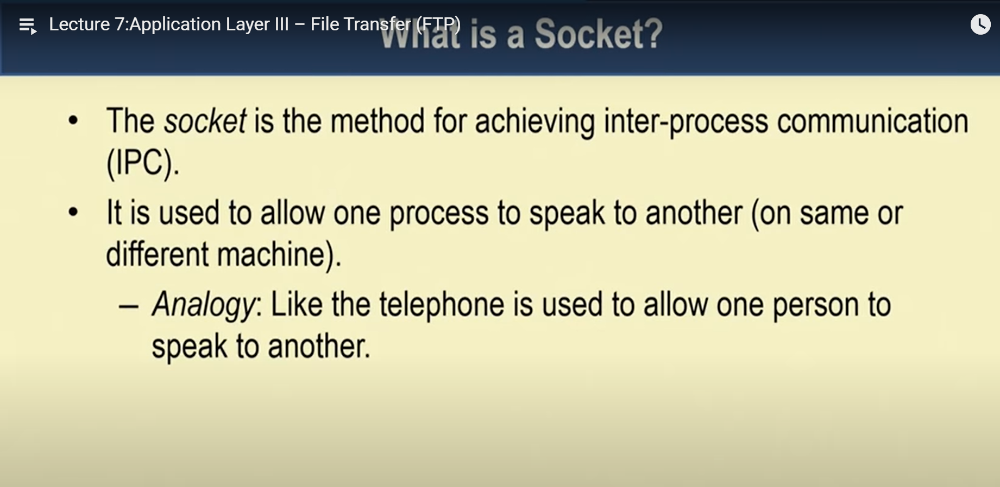 Lecture 7:Application Layer III – File Transfer (FTP)
What is a Socket?
• The socket is the method for achieving inter-process communication
(IPC).
• It is used to allow one process to speak to another (on same or
different machine).
– Analogy: Like the telephone is used to allow one person to
speak to another.